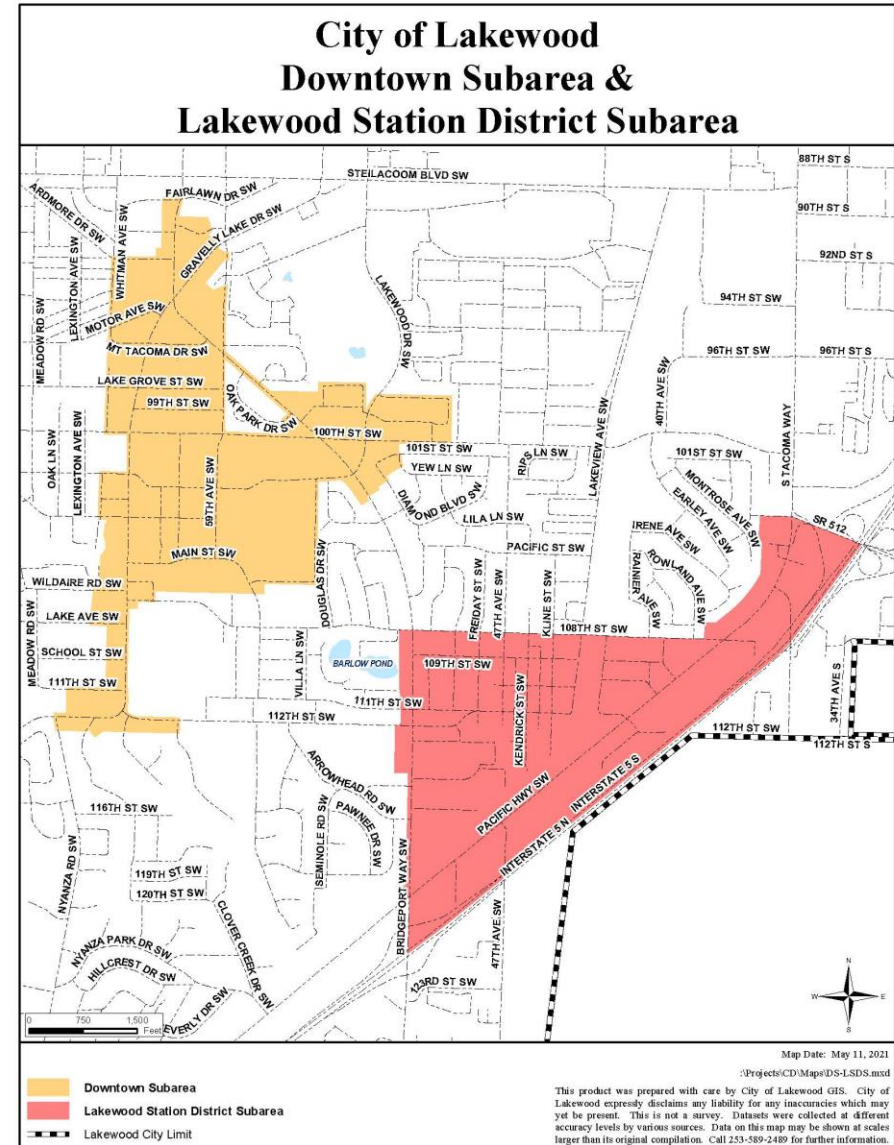 City of Lakewood
Downtown Subarea &
Lakewood Station District Subarea
88TH ST S
STEILACOOM BLVD SW
FAIRLAWN DR SW
ARDMORE DR SW
90TH ST S
WHITMAN AVE SW
GRAVELLY LAKE DR SW
LEXINGTON AVE SW
92ND ST S
MEADOW RD SW
LAKEWOOD DR SW
MOTOR AVE SW
94TH ST SW
MT TACOMA DR SW
96TH ST SW
96TH ST S
LAKE GROVE ST SW
OAK PARK DR SW
40TH AVE SW
99TH ST SW
LAKEVIEW AVE SW
S TACOMA WAY
100TH ST SW
OAK LN SW
LEXINGTON AVE SW
59TH AVE SW
101ST ST SW
RIPS LN SW
101ST ST SW
YEW LN SW
MONTROSE AVE SW
DIAMOND BLVD SW
EARLEY AVE SW
LILA LN SW
SR 512
IRENE AVE SW
MAIN ST SW
PACIFIC ST SW
ROWLAND AVE SW
RAINIER AVE SW
WILDAIRE RD SW
DOUGLAS DR SW
FREIDAY ST SW
47TH AVE SW
KLINE ST SW
LAKE AVE SW
108TH ST SW
MEADOW RD SW
SCHOOL ST SW
VILLA LN SW
BARLOW POND
109TH ST SW
111TH ST SW
34TH AVE S
111TH ST SW
KENDRICK ST SW
112TH ST SW
112TH ST SW
112TH ST S
ARROWHEAD RD SW
PACIFIC HWY SW
INTERSTATE 5 S
116TH ST SW
SEMINOLE RD SW
PAWNEE DR SW
INTERSTATE 5 N
NYANZA RD SW
BRIDGEPORT WAY SW
119TH ST SW
120TH ST SW
CLOVER CREEK DR SW
47TH AVE SW
NYANZA PARK DR SW
HILLCREST DR SW
123RD ST SW
EVERLY DR SW
N
W E
S
0 750 1,500
Feet
Map Date: May 11, 2021
:\Projects\CD\Maps\DS-LSDS.mxd
Downtown Subarea
Lakewood Station District Subarea
Lakewood City Limit
This product was prepared with care by City of Lakewood GIS. City of
Lakewood expressly disclaims any liability for any inaccuracies which may
yet be present. This is not a survey. Datasets were collected at different
accuracy levels by various sources. Data on this map may be shown at scales
larger than its original compilation. Call 253-589-2489 for further information.